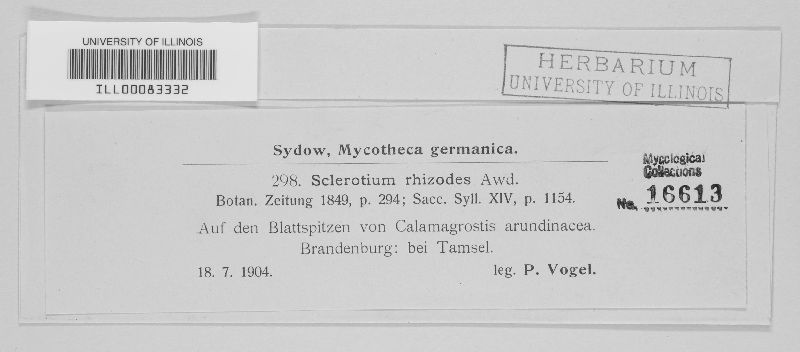 UNIVERSITY OF ILLINOIS
ILL00083332
HERBARIUM
UNIVERSITY OF ILLINOIS
Sydow, Mycotheca germanica.
298. Sclerotium rhizodes Awd.
Botan. Zeitung 1849, p. 294; Sacc. Syll. XIV, p. 1154.
Auf den Blattspitzen von Calamagrostis arundinacea.
Brandenburg: bei Tamsel.
18. 7. 1904. leg. P. Vogel.
Mycological
Collections
No. 16613